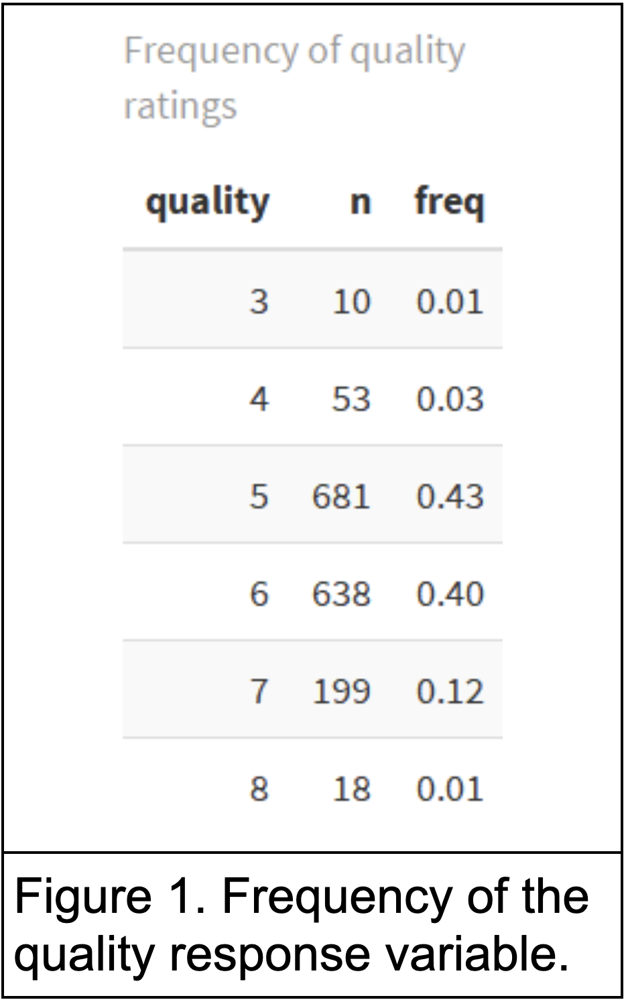 Frequency of quality
ratings
quality n freq
3 10 0.01
4 53 0.03
5 681 0.43
6 638 0.40
7 199 0.12
8 18 0.01
Figure 1. Frequency of the
quality response variable.